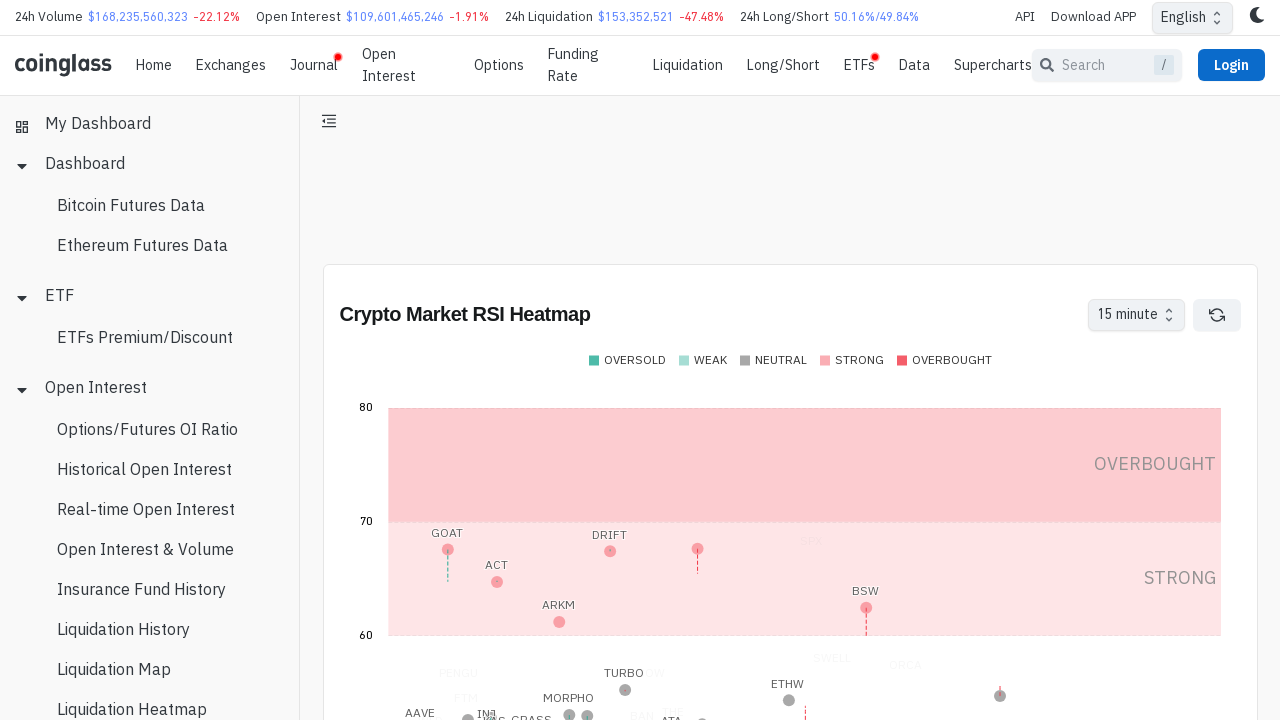 24h Volume $168,235,560,323 -22.12% Open Interest $109,601,465,246 -1.91% 24h Liquidation $153,352,521 -47.48% 24h Long/Short 50.16%/49.84% API Download APP English
coinglass Home Exchanges Journal Open Interest Options Funding Rate Liquidation Long/Short ETFs Data Supercharts Search / Login
My Dashboard
Dashboard
Bitcoin Futures Data
Ethereum Futures Data
ETF
ETFs Premium/Discount
Open Interest
Options/Futures OI Ratio
Historical Open Interest
Real-time Open Interest
Open Interest & Volume
Insurance Fund History
Liquidation History
Liquidation Map
Liquidation Heatmap
Crypto Market RSI Heatmap 15 minute
OVERSOLD WEAK NEUTRAL STRONG OVERBOUGHT
80
OVERBOUGHT
70
GOAT DRIFT SPX
ACT STRONG
BSW
ARKM
60
SWELL ORCA
PENGU TURBO
ETHW
FTM MORPHO
AAVE INJ
GRASS ATA